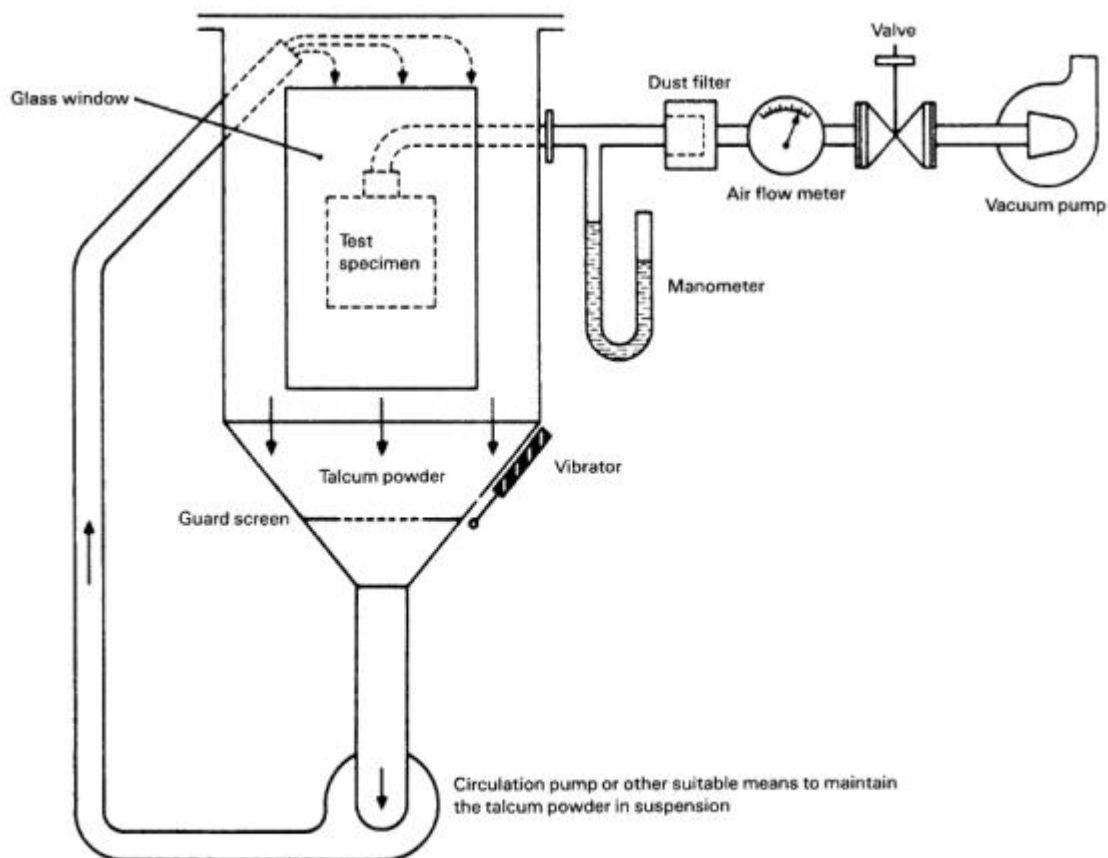 Valve
Dust filter
Glass window
Air flow meter
Vacuum pump
Test
specimen
Manometer
Talcum powder
Vibrator
Guard screen
Circulation pump or other suitable means to maintain
the talcum powder in suspension